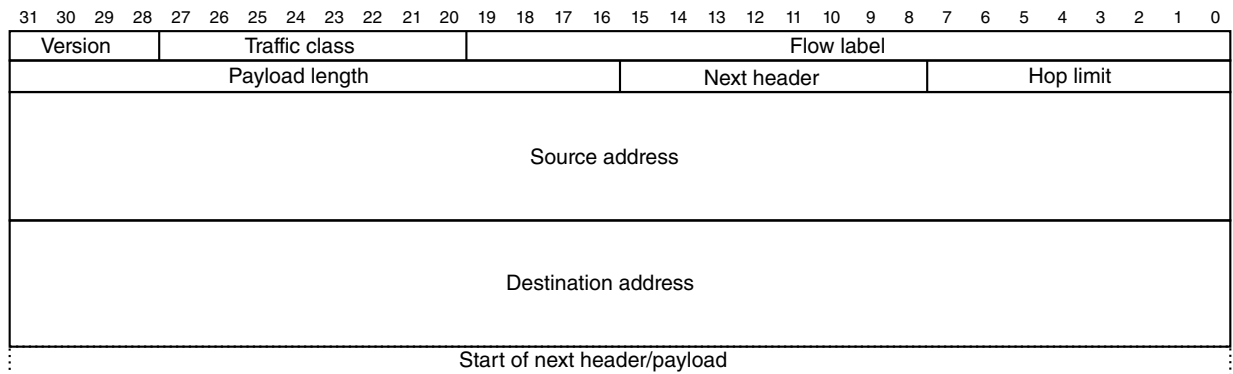 31 30 29 28 27 26 25 24 23 22 21 20 19 18 17 16 15 14 13 12 11 10 9 8 7 6 5 4 3 2 1 0
Version Traffic class Flow label
Payload length Next header Hop limit
Source address
Destination address
Start of next header/payload